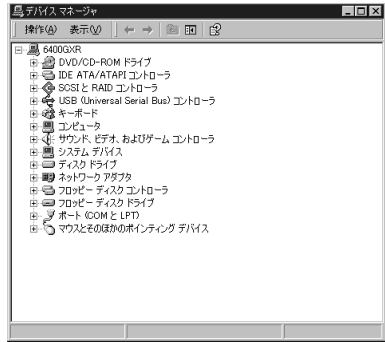 デバイス マネージャ
操作(A) 表示(V)
6400GXR
DVD/CD-ROM ドライブ
IDE ATA/ATAPI コントローラ
SCSI と RAID コントローラ
USB (Universal Serial Bus) コントローラ
キーボード
コンピュータ
サウンド、ビデオ、およびゲーム コントローラ
システム デバイス
ディスク ドライブ
ネットワーク アダプタ
フロッピー ディスク コントローラ
フロッピー ディスク ドライブ
ポート (COM と LPT)
マウスとそのほかのポインティング デバイス